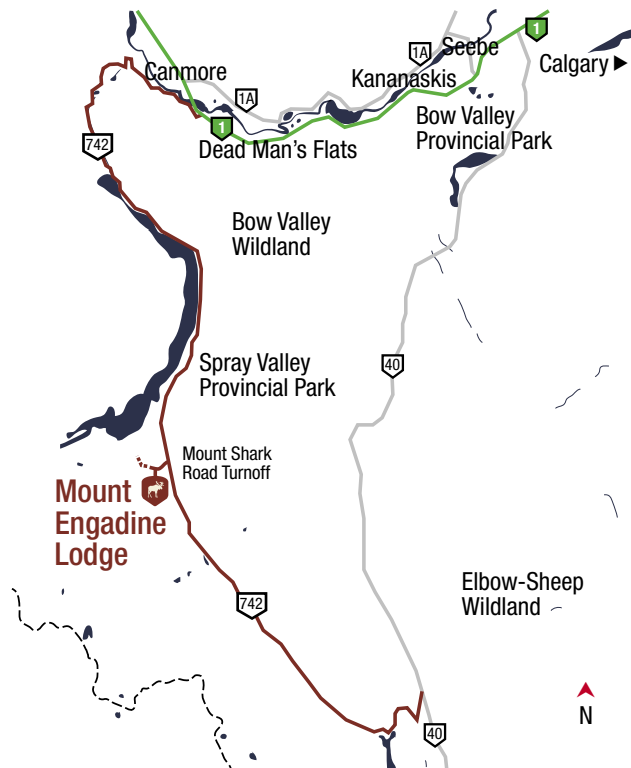 1
Seebe
1A
Calgary
Canmore
Kananaskis
1A
Bow Valley
Provincial Park
1
Dead Man's Flats
742
Bow Valley
Wildland
Spray Valley
Provincial Park
40
Mount Shark
Road Turnoff
Mount
Engadine
Lodge
Elbow-Sheep
Wildland
742
N
40